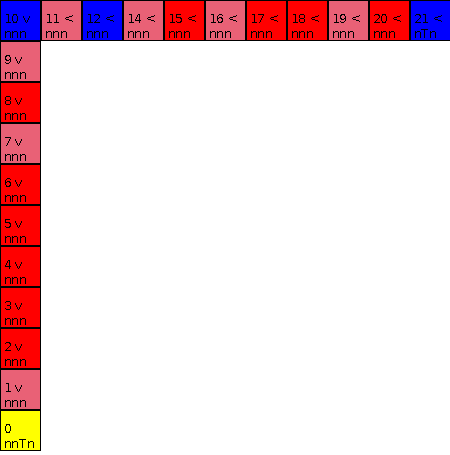 10 v 11 < 12 < 14 < 15 < 16 < 17 < 18 < 19 < 20 < 21 <
nnn nnn nnn nnn nnn nnn nnn nnn nnn nnn nTn
9 v
nnn
8 v
nnn
7 v
nnn
6 v
nnn
5 v
nnn
4 v
nnn
3 v
nnn
2 v
nnn
1 v
nnn
0
nnTn